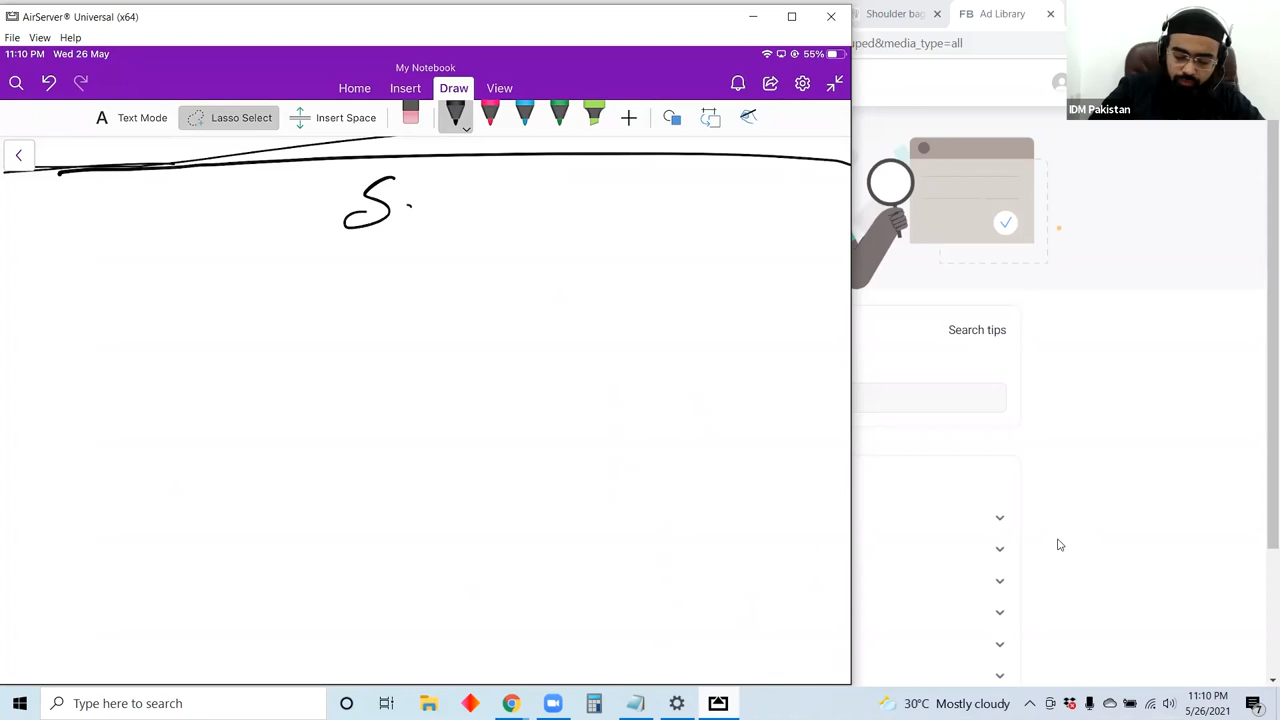 AirServer® Universal (x64)
Shoulder bag
FB Ad Library
File View Help
uped&media_type=all
11:10 PM Wed 26 May
55%
My Notebook
Home Insert Draw View
IDM Pakistan
A Text Mode Lasso Select Insert Space
S.
Search tips
Type here to search
30°C Mostly cloudy
11:10 PM
5/26/2021
7